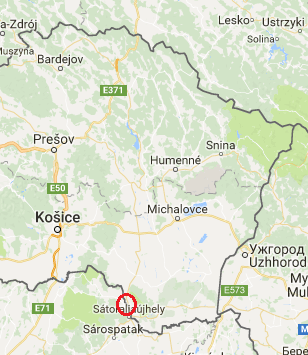 a-Zdrój
Lesko
Ustrzyki
Solina
Muszyna
Bardejov
E371
Prešov
Snina
Humenné
E50
Košice
Michalovce
Ужгород
Uzhhorod
E573
E71
Sátoraljaújhely
Sárospatak